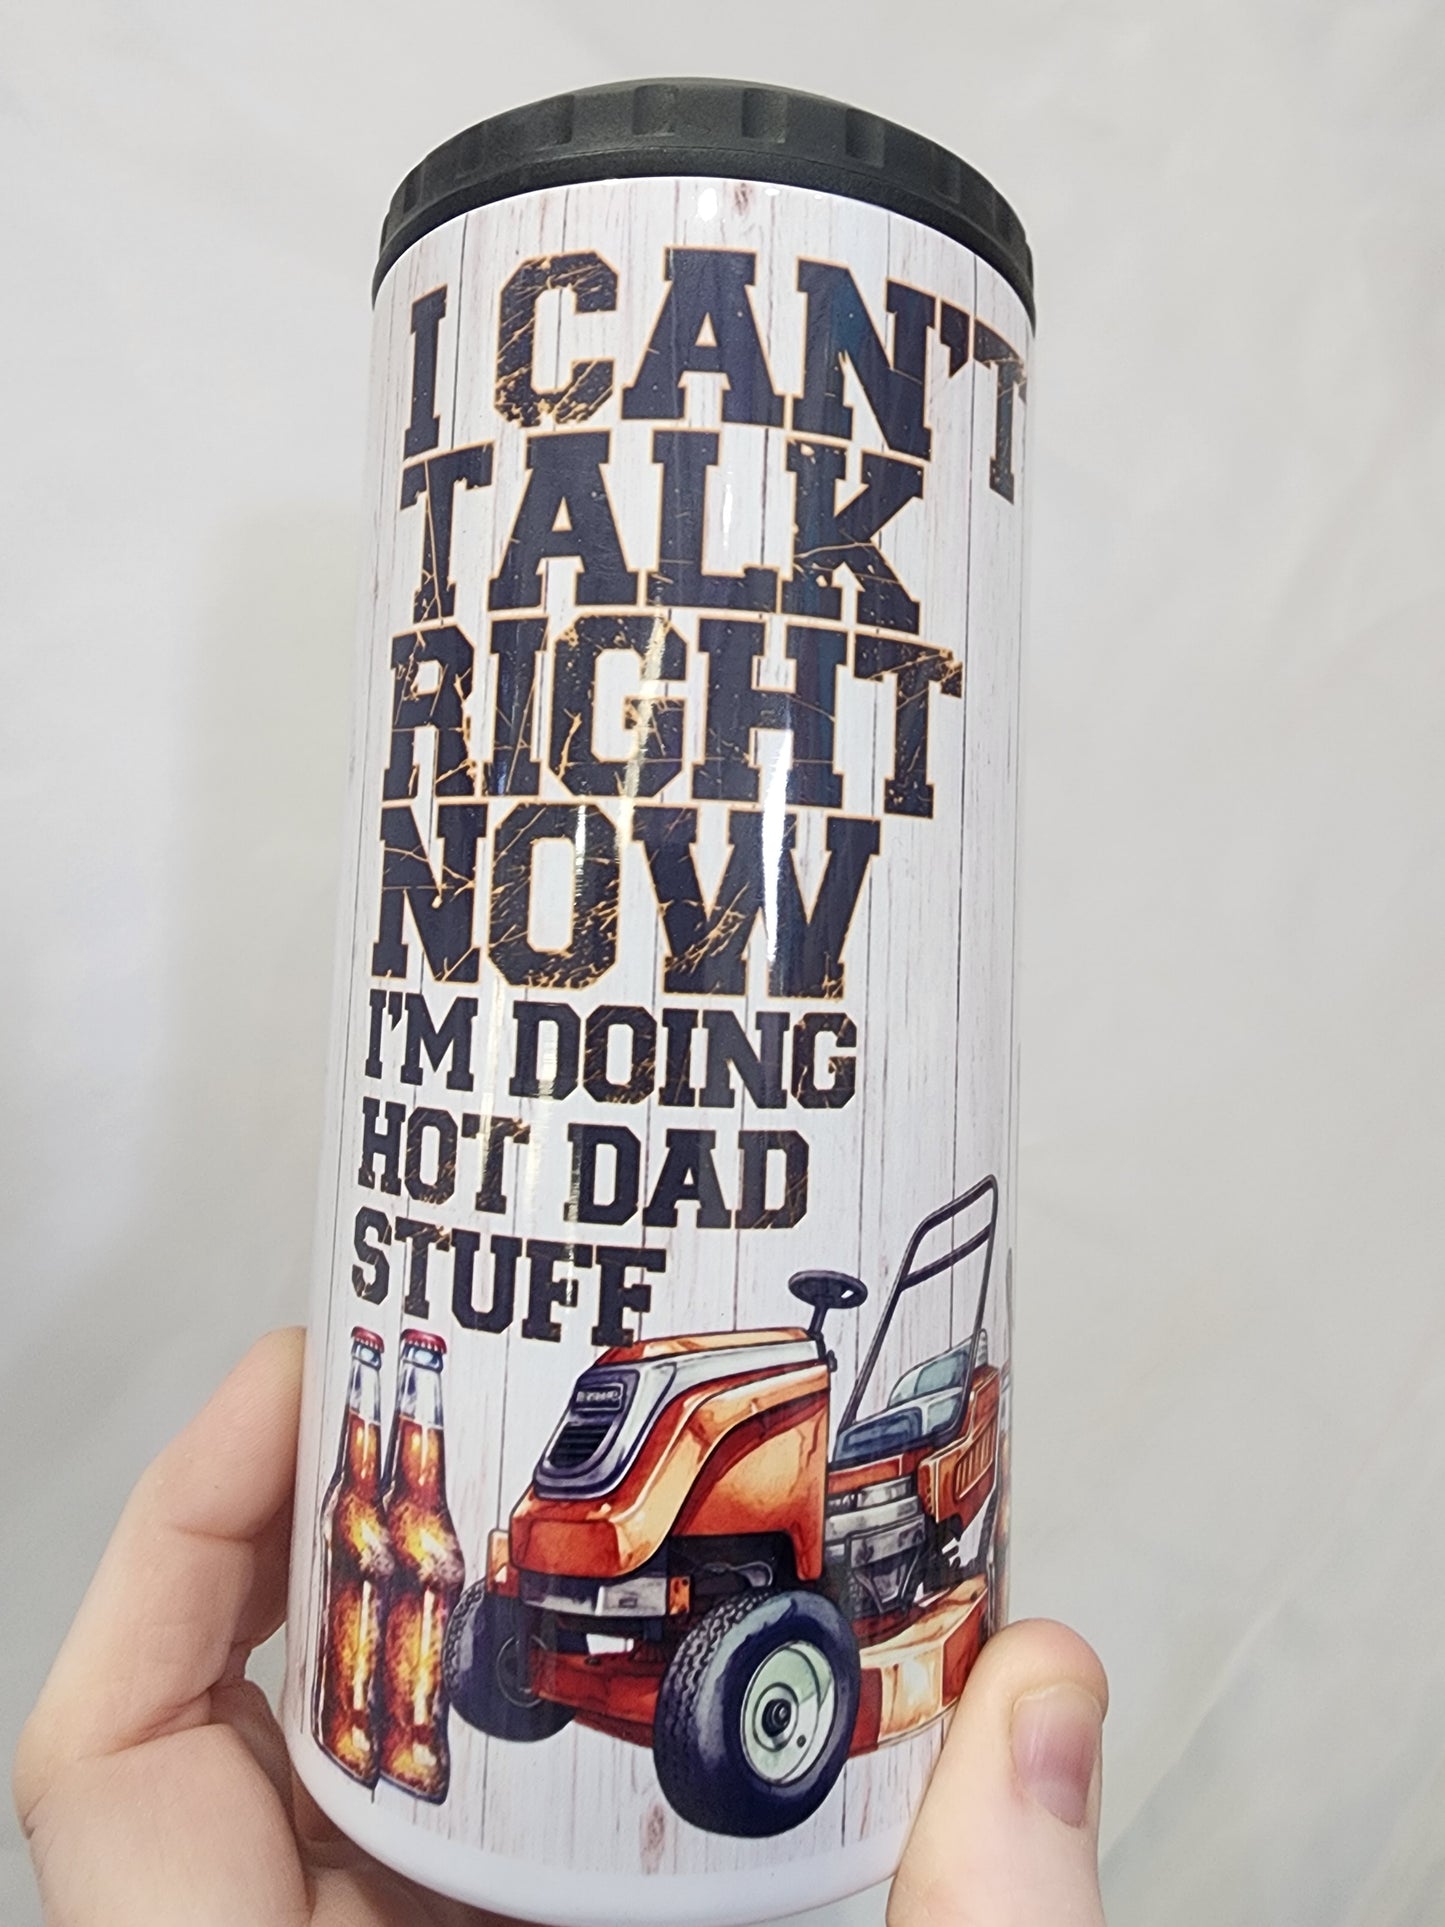 I CAN'T
TALK
RIGHT
NOW
I'M DOING
HOT DAD
STUFF